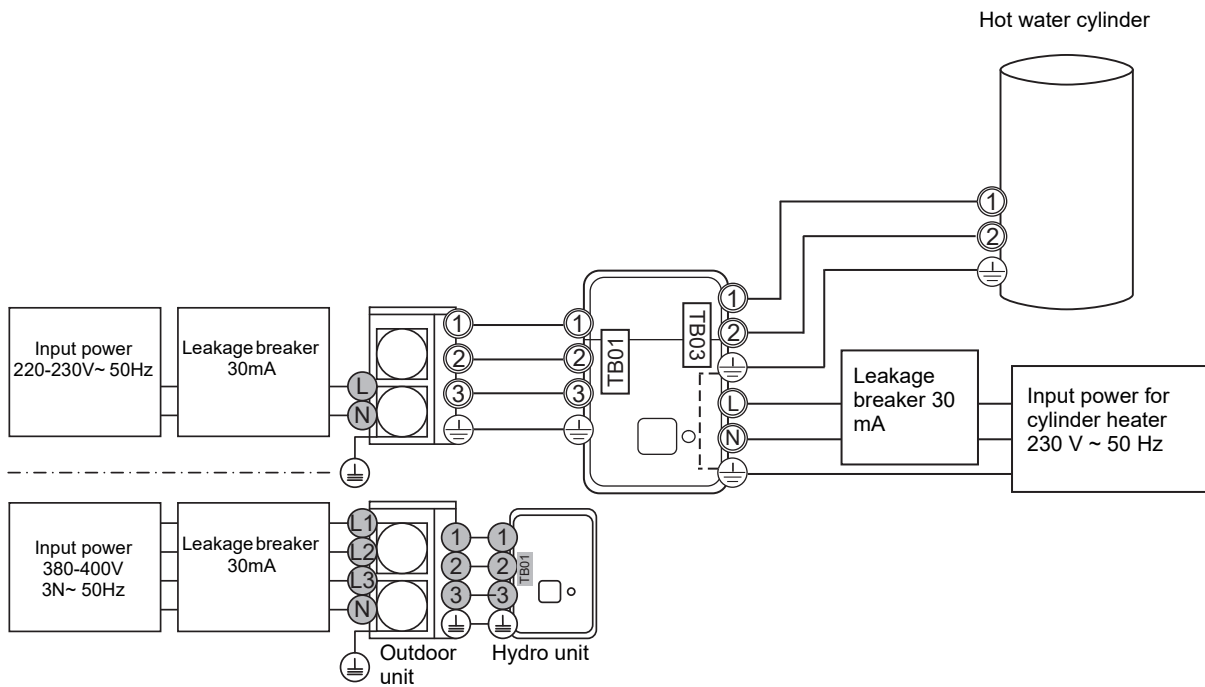 Hot water cylinder
1
2
Input power
220-230V~ 50Hz
Leakage breaker
30mA
L
N
1
2
3
1
2
3
TB01
TB03
1
2
L
N
Leakage
breaker 30
mA
Input power for
cylinder heater
230 V ~ 50 Hz
Input power
380-400V
3N~ 50Hz
Leakage breaker
30mA
L1
L2
L3
N
1
2
3
1
2
3
TB01
Outdoor
unit
Hydro unit